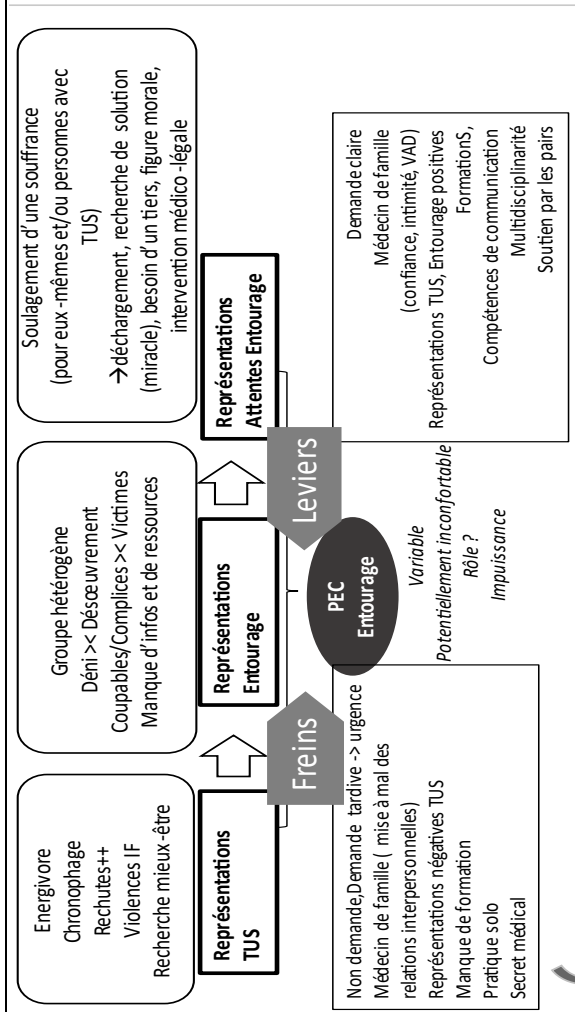 Energivore
Chronophage
Rechutes++
Violences IF
Recherche mieux-être
Représentations
TUS
Groupe hétérogène
Déni >< Désœuvrement
Coupables/Complices >< Victimes
Manque d'infos et de ressources
Représentations
Entourage
Soulagement d'une souffrance
(pour eux -mêmes et/ou personnes avec
TUS)
→déchargement, recherche de solution
(miracle), besoin d'un tiers, figure morale,
intervention médico -légale
Représentations
Attentes Entourage
Freins
PEC
Entourage
Leviers
Variable
Potentiellement inconfortable
Rôle ?
Impuissance
Non demande,Demande tardive -> urgence
Médecin de famille ( mise à mal des
relations interpersonnelles)
Représentations négatives TUS
Manque de formation
Pratique solo
Secret médical
Demande claire
Médecin de famille
(confiance, intimité, VAD)
Représentations TUS, Entourage positives
FormationS,
Compétences de communication
Multidisciplinarité
Soutien par les pairs